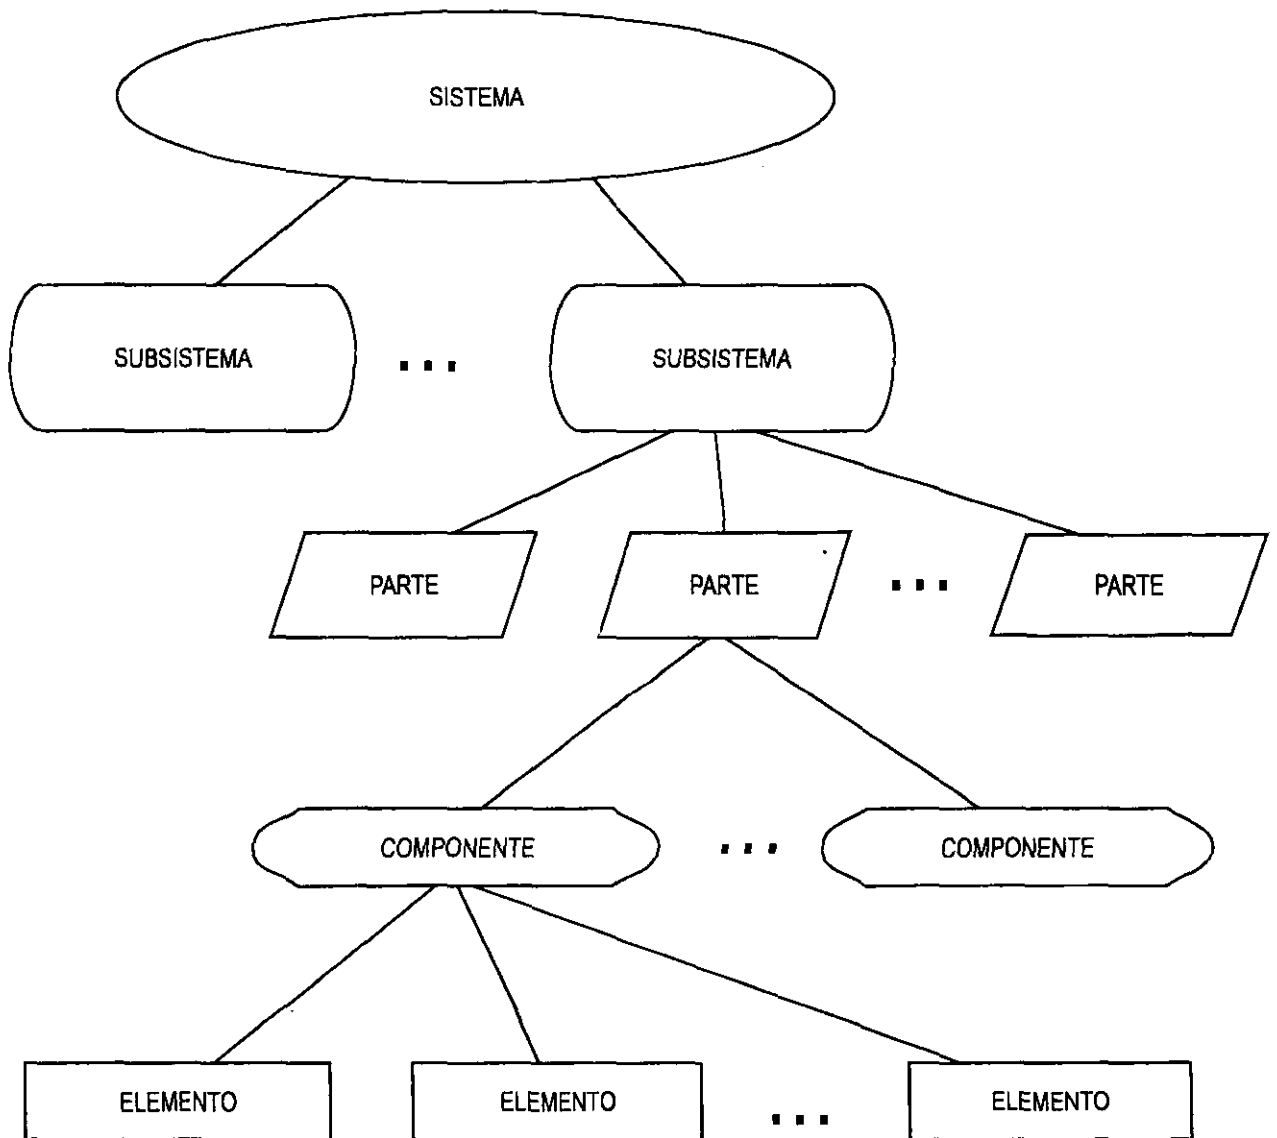 SISTEMA
SUBSISTEMA
SUBSISTEMA
PARTE
PARTE
PARTE
COMPONENTE
COMPONENTE
ELEMENTO
ELEMENTO
ELEMENTO